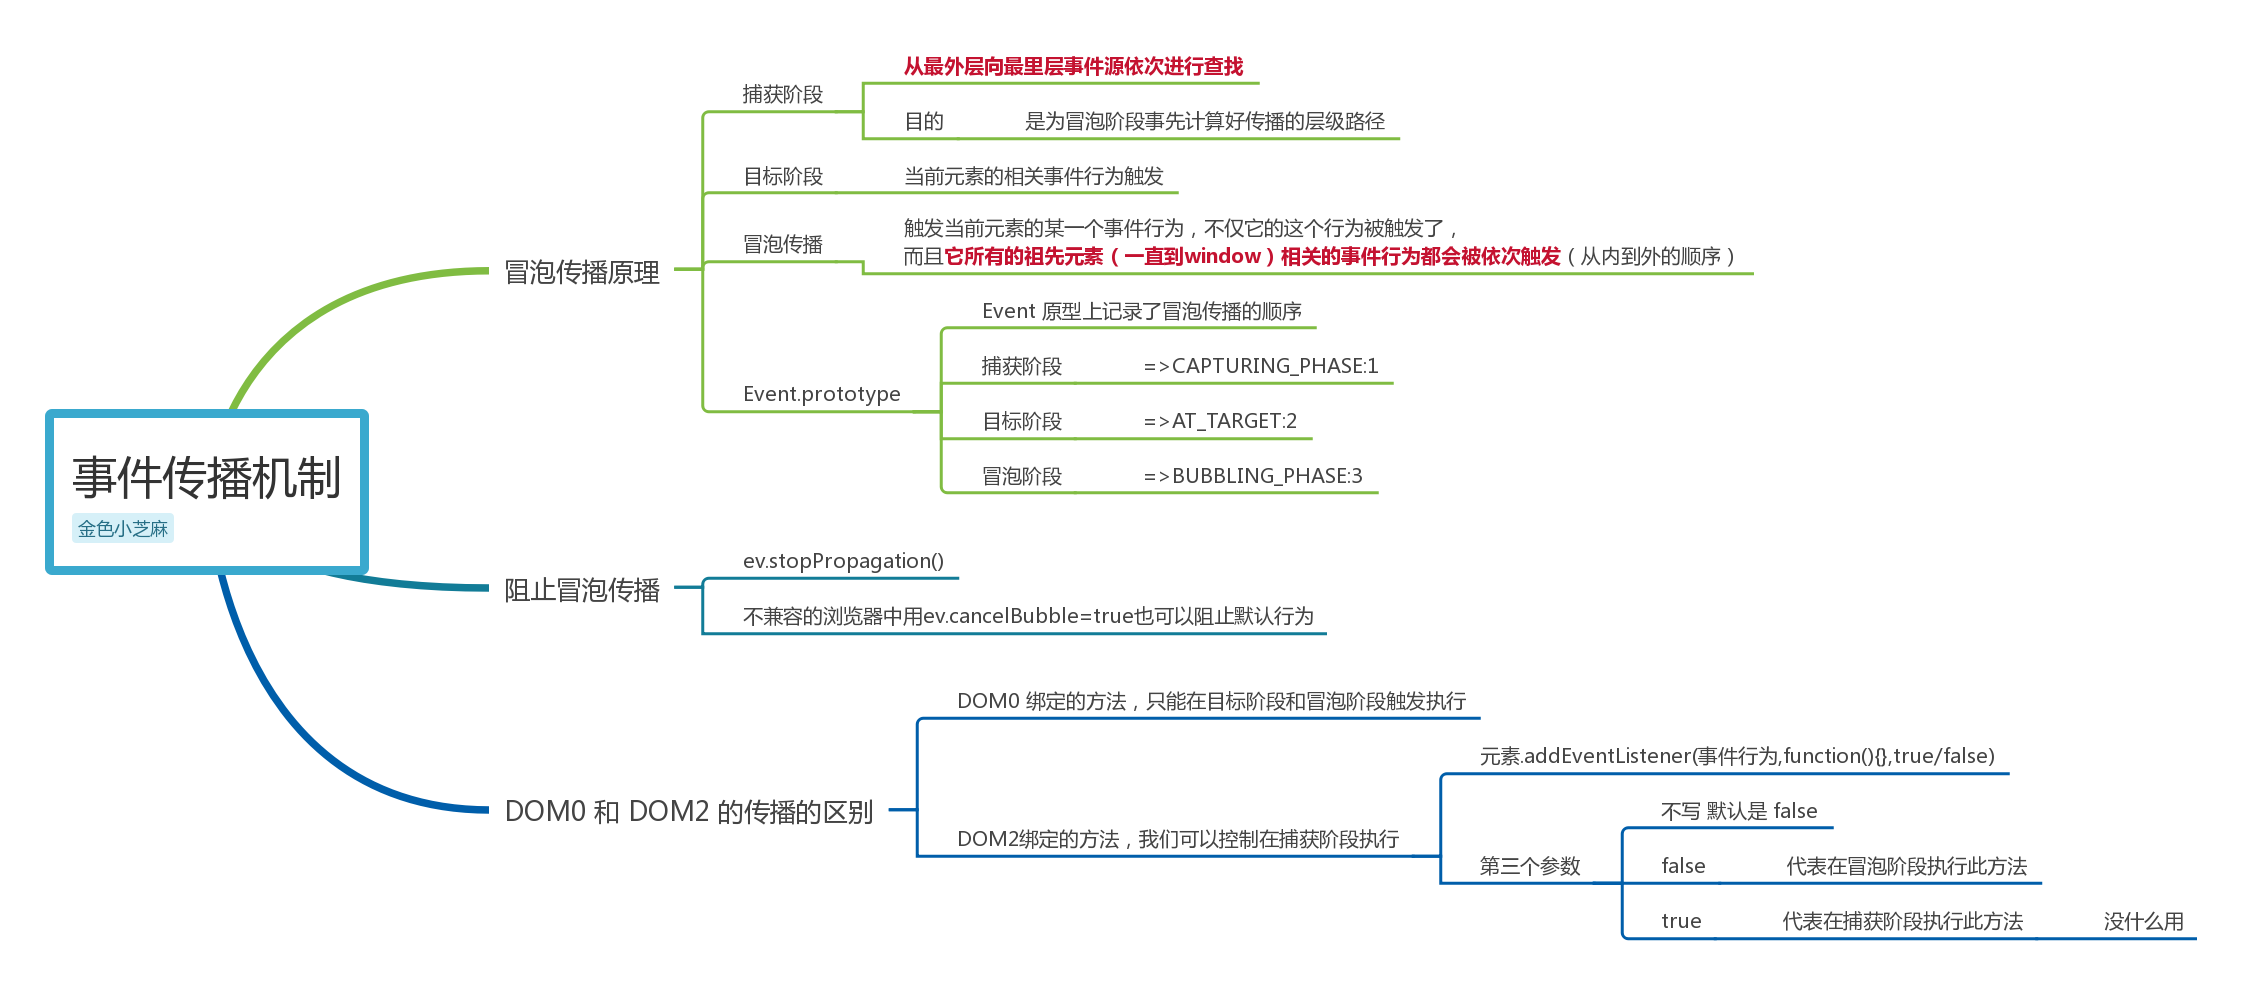 事件传播机制
金色小芝麻
冒泡传播原理
捕获阶段
从最外层向最里层事件源依次进行查找
目的
是为冒泡阶段事先计算好传播的层级路径
目标阶段
当前元素的相关事件行为触发
冒泡传播
触发当前元素的某一个事件行为，不仅它的这个行为被触发了，
而且它所有的祖先元素（一直到window）相关的事件行为都会被依次触发（从内到外的顺序）
Event.prototype
Event 原型上记录了冒泡传播的顺序
捕获阶段
=>CAPTURING_PHASE:1
目标阶段
=>AT_TARGET:2
冒泡阶段
=>BUBBLING_PHASE:3
阻止冒泡传播
ev.stopPropagation()
不兼容的浏览器中用ev.cancelBubble=true也可以阻止默认行为
DOM0 和 DOM2 的传播的区别
DOM0 绑定的方法，只能在目标阶段和冒泡阶段触发执行
DOM2绑定的方法，我们可以控制在捕获阶段执行
元素.addEventListener(事件行为,function(){},true/false)
第三个参数
不写 默认是 false
false
代表在冒泡阶段执行此方法
true
代表在捕获阶段执行此方法
没什么用